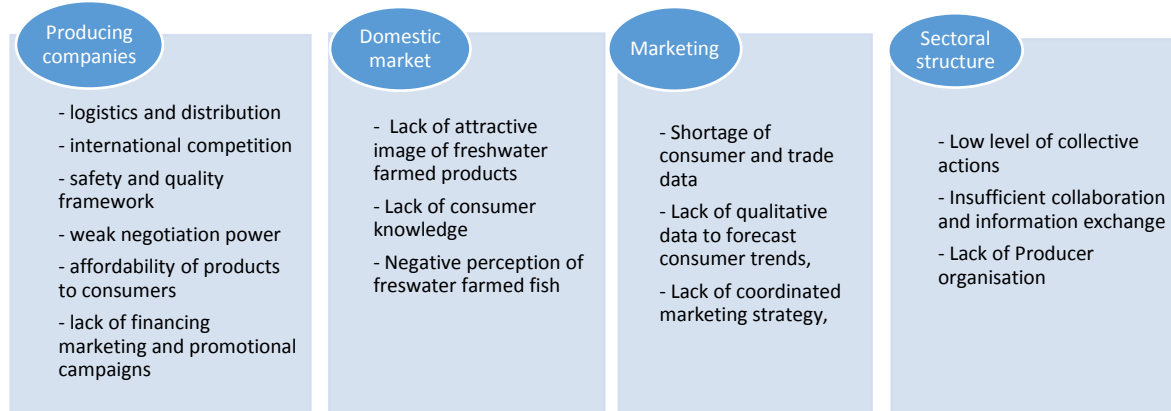 Producing
companies
- logistics and distribution
- international competition
- safety and quality
framework
- weak negotiation power
- affordability of products
to consumers
- lack of financing
marketing and promotional
campaigns
Domestic
market
- Lack of attractive
image of freshwater
farmed products
- Lack of consumer
knowledge
- Negative perception of
freswater farmed fish
Marketing
- Shortage of
consumer and trade
data
- Lack of qualitative
data to forecast
consumer trends,
- Lack of coordinated
marketing strategy,
Sectoral
structure
- Low level of collective
actions
- Insufficient collaboration
and information exchange
- Lack of Producer
organisation